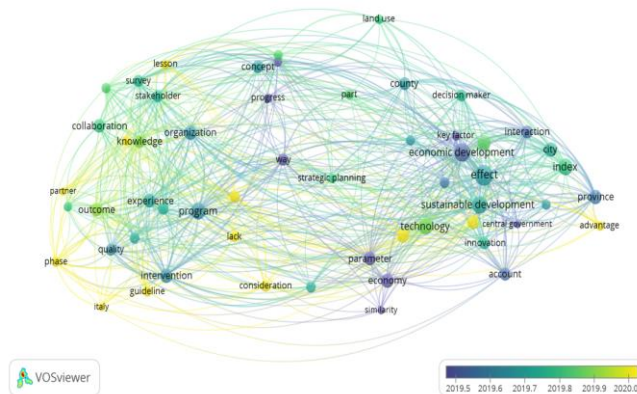 land use
lesson
concept
survey
stakeholder
county
progress
part
decision maker
collaboration
knowledge
organization
key factor
interaction
economic development
city
way
index
strategic planning
effect
partner
experience
province
outcome
program
sustainable development
technology
central government
advantage
lack
innovation
quality
phase
parameter
intervention
economy
account
guideline
consideration
italy
similarity
VOSviewer
2019.5 2019.6 2019.7 2019.8 2019.9 2020.0